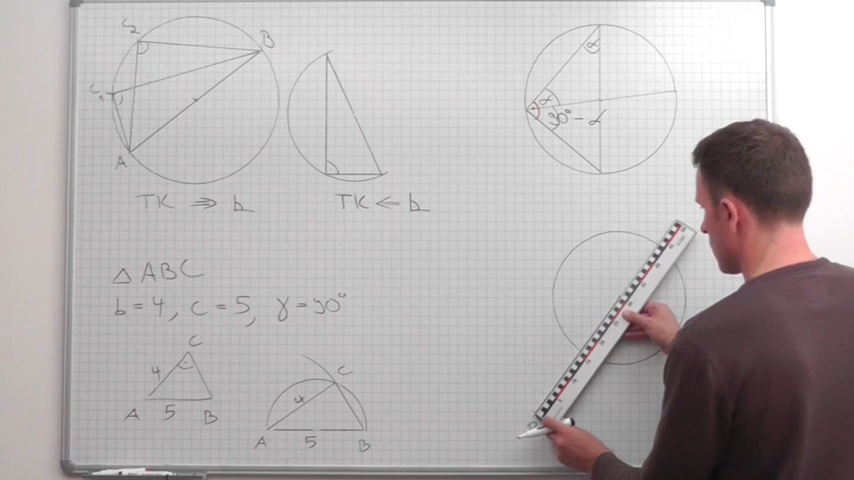 C2
B
C1
A
TK ⇒ ⊾
TK ⇐ ⊾
△ ABC
b = 4, c = 5, γ = 90°
C
4
A 5 B
C
4
A 5 B
α
α
90° - α